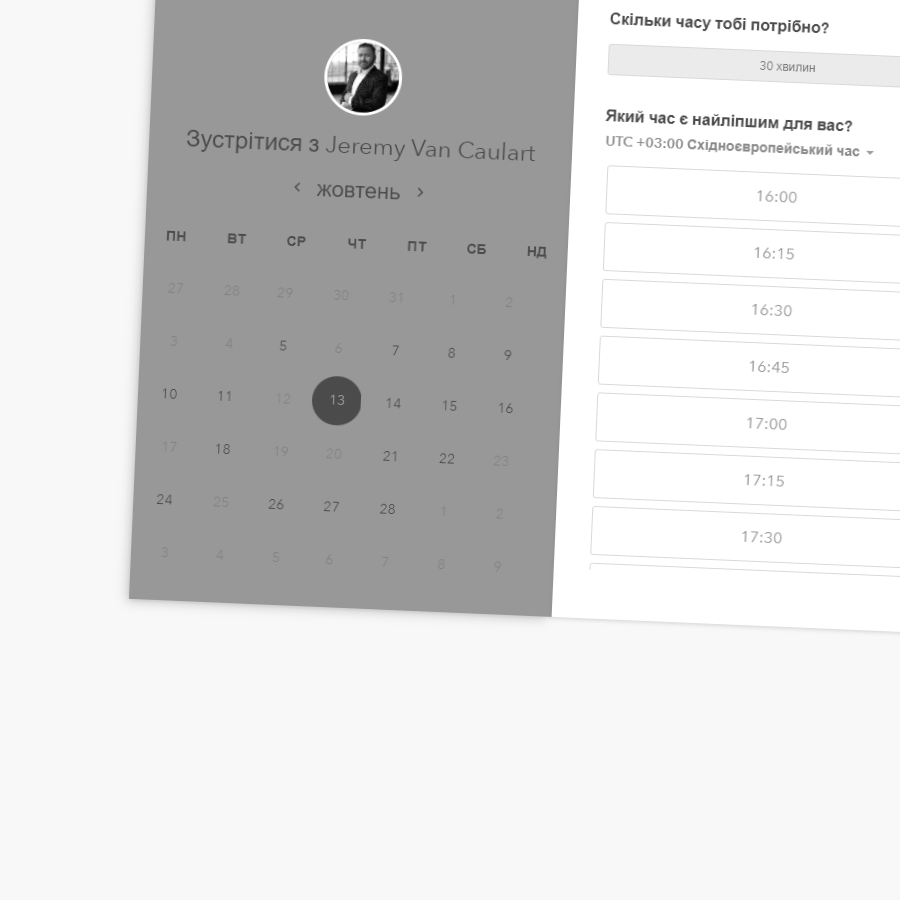 Зустрітися з Jeremy Van Caulart
‹ жовтень ›
ПН ВТ СР ЧТ ПТ СБ НД
27 28 29 30 31 1 2
3 4 5 6 7 8 9
10 11 12 13 14 15 16
17 18 19 20 21 22 23
24 25 26 27 28 1 2
3 4 5 6 7 8 9
Скільки часу тобі потрібно?
30 хвилин
Який час є найліпшим для вас?
UTC +03:00 Східноєвропейський час
16:00
16:15
16:30
16:45
17:00
17:15
17:30